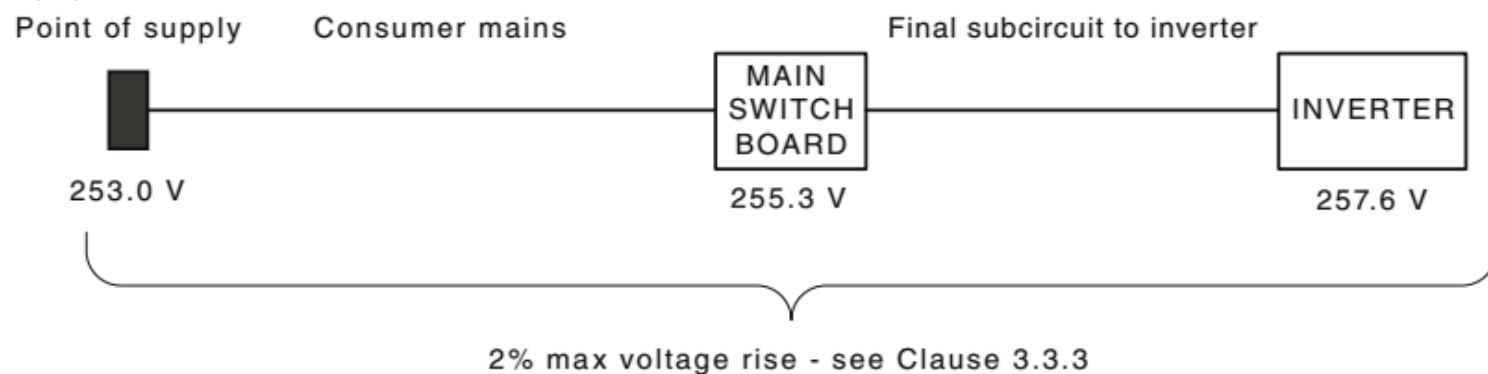 Point of supply
Consumer mains
Final subcircuit to inverter
MAIN
SWITCH
BOARD
INVERTER
253.0 V
255.3 V
257.6 V
2% max voltage rise - see Clause 3.3.3